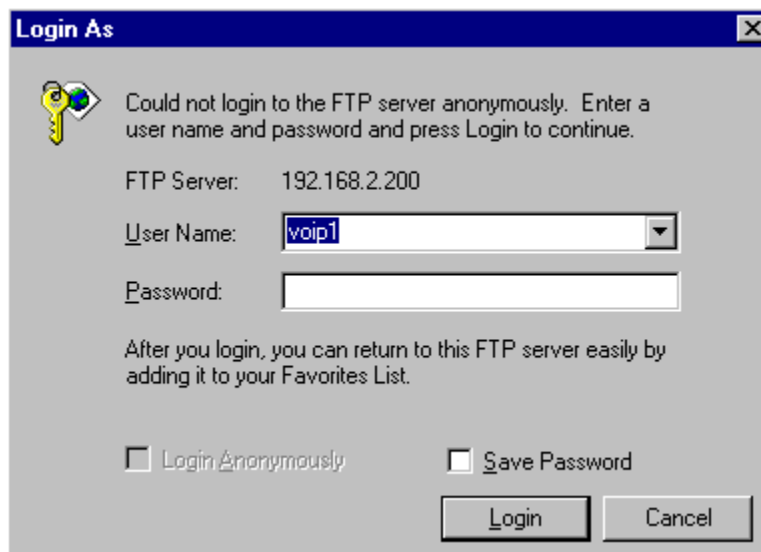 Login As
Could not login to the FTP server anonymously. Enter a
user name and password and press Login to continue.
FTP Server: 192.168.2.200
User Name: voip1
Password:
After you login, you can return to this FTP server easily by
adding it to your Favorites List.
Login Anonymously Save Password
Login Cancel